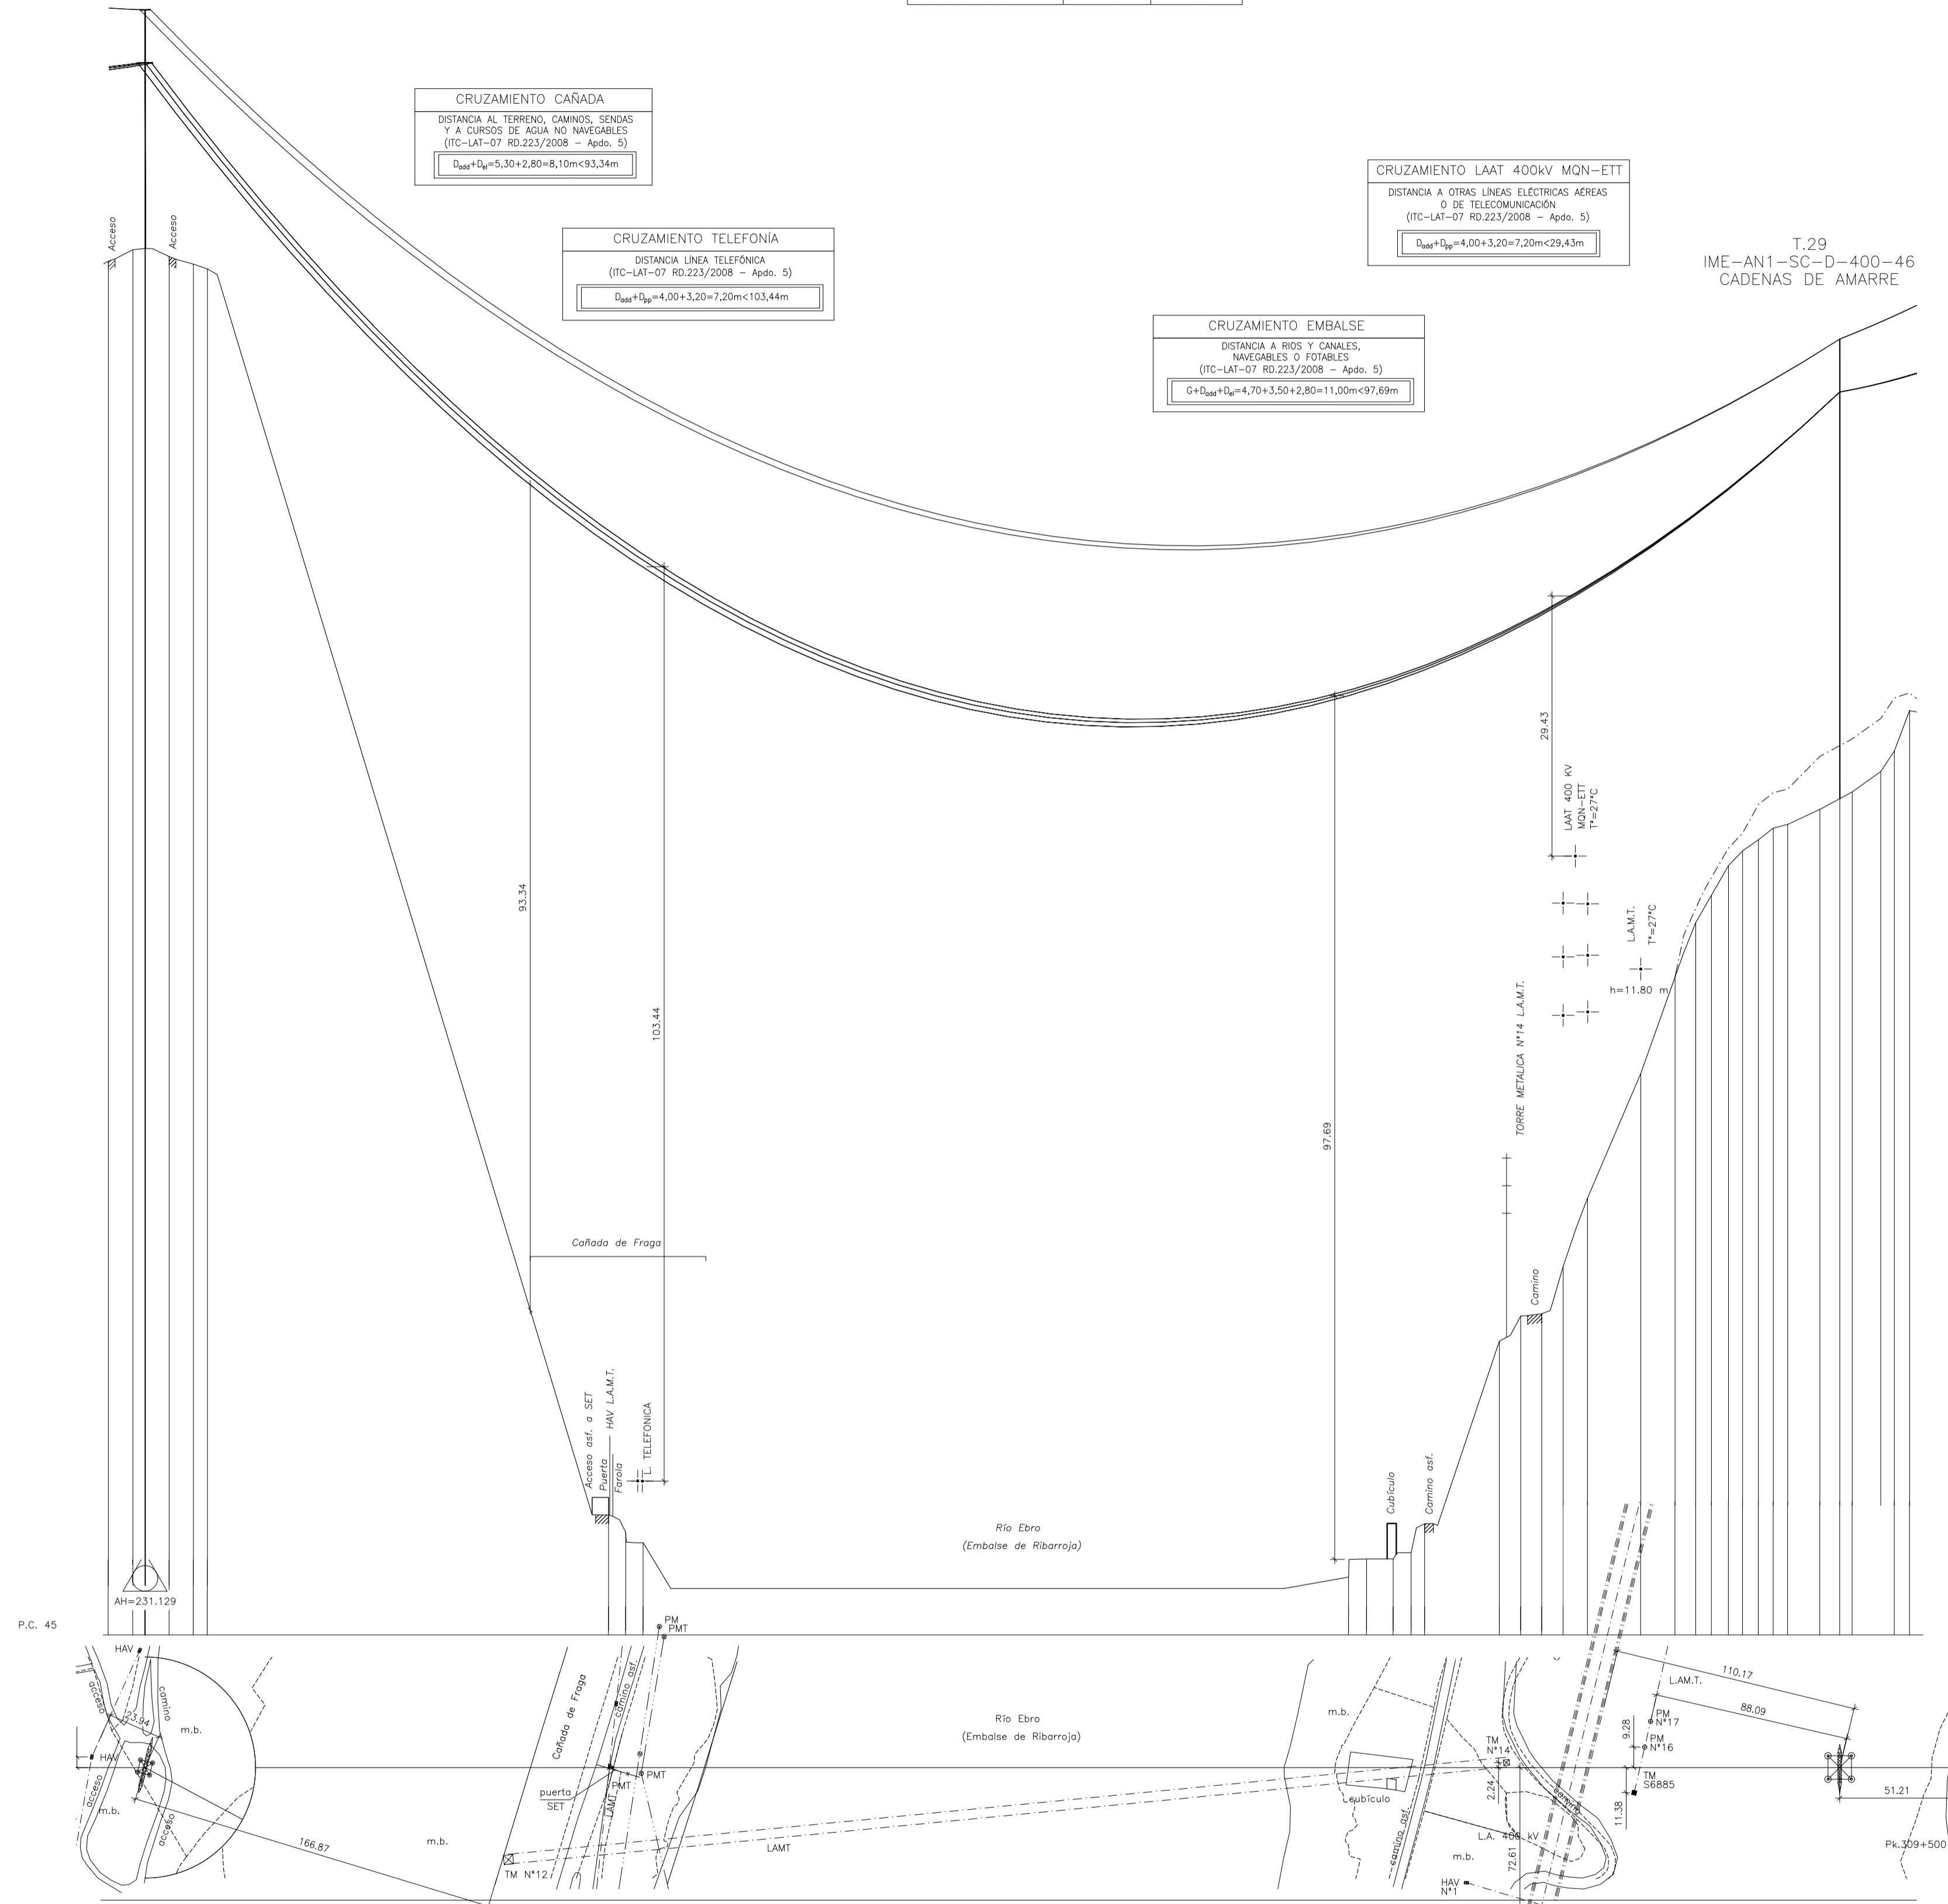 CRUZAMIENTO CAÑADA
DISTANCIA AL TERRENO, CAMINOS, SENDAS
Y A CURSOS DE AGUA NO NAVEGABLES
(ITC-LAT-07 RD.223/2008 - Apdo. 5)
Dadd+Del=5,30+2,80=8,10m<93,34m
CRUZAMIENTO TELEFONÍA
DISTANCIA LÍNEA TELEFÓNICA
(ITC-LAT-07 RD.223/2008 - Apdo. 5)
Dadd+Dpp=4,00+3,20=7,20m<103,44m
CRUZAMIENTO EMBALSE
DISTANCIA A RIOS Y CANALES,
NAVEGABLES O FOTABLES
(ITC-LAT-07 RD.223/2008 - Apdo. 5)
G+Dadd+Del=4,70+3,50+2,80=11,00m<97,69m
CRUZAMIENTO LAAT 400kV MQN-ETT
DISTANCIA A OTRAS LÍNEAS ELÉCTRICAS AÉREAS
O DE TELECOMUNICACIÓN
(ITC-LAT-07 RD.223/2008 - Apdo. 5)
Dadd+Dpp=4,00+3,20=7,20m<29,43m
T.29
IME-AN1-SC-D-400-46
CADENAS DE AMARRE
Acceso
Acceso
93.34
103.44
97.69
29.43
LAAT 400 KV
MQN-ETT
Tª=27°C
L.A.M.T.
Tª=27°C
h=11.80 m
TORRE METALICA Nº14 L.A.M.T.
Cañada de Fraga
Camino
Acceso asf. a SET
Puerta
HAV L.A.M.T.
Farola
L. TELEFONICA
Río Ebro
(Embalse de Ribarroja)
Cubículo
Camino asf.
AH=231.129
P.C. 45
HAV
acceso
23.94
camino
m.b.
HAV
acceso
m.b.
acceso
166.87
m.b.
Cañada de Fraga
camino asf.
PM
PMT
PMT
PMT
puerta
SET
LAMT
TM Nº12
LAMT
Río Ebro
(Embalse de Ribarroja)
m.b.
cubículo
camino asf.
TM
Nº14
2.24
L.A. 400 kV
72.61
m.b.
HAV
Nº1
camino
110.17
L.AM.T.
88.09
9.28
PM
Nº17
PM
Nº16
TM
S6885
11.38
51.21
Pk.309+500